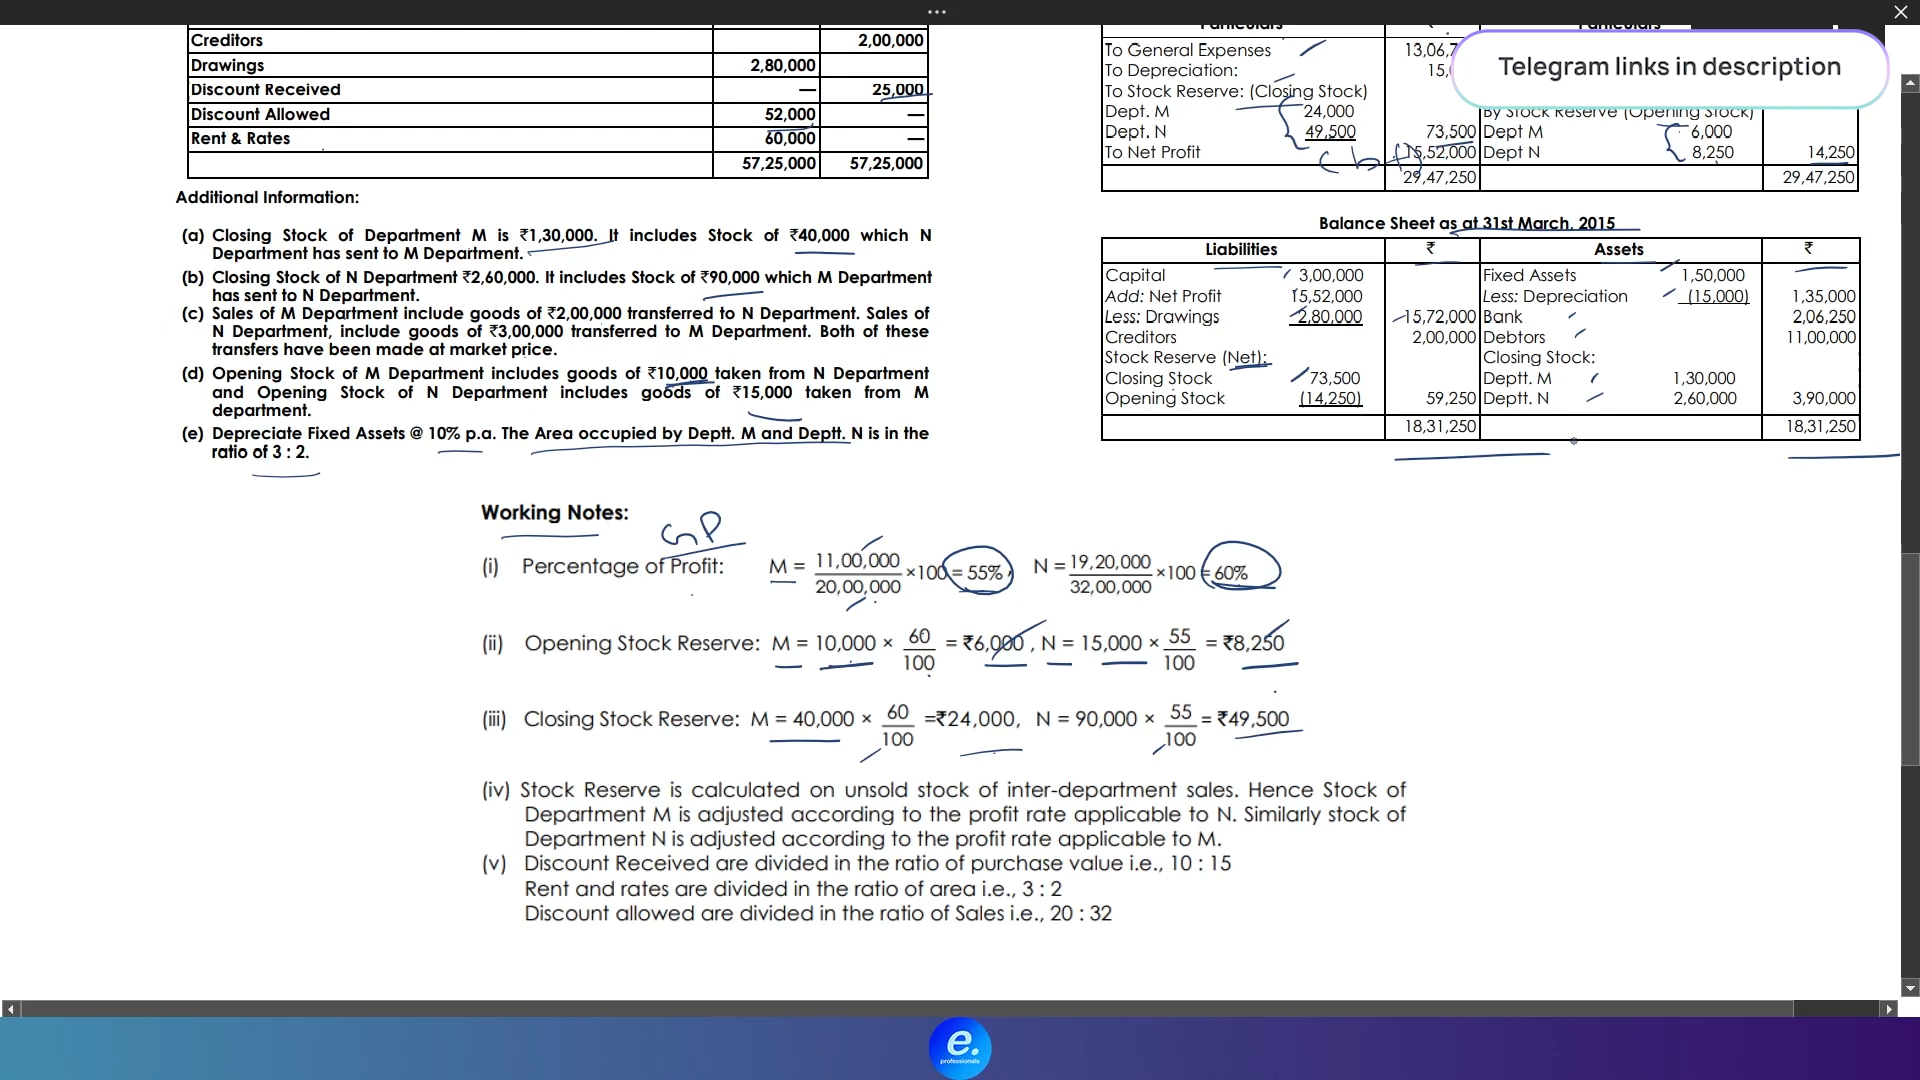 Creditors 2,00,000
Drawings 2,80,000
Discount Received — 25,000
Discount Allowed 52,000 —
Rent & Rates 60,000 —
57,25,000 57,25,000
Additional Information:
(a) Closing Stock of Department M is ₹1,30,000. It includes Stock of ₹40,000 which N
Department has sent to M Department.
(b) Closing Stock of N Department ₹2,60,000. It includes Stock of ₹90,000 which M Department
has sent to N Department.
(c) Sales of M Department include goods of ₹2,00,000 transferred to N Department. Sales of
N Department, include goods of ₹3,00,000 transferred to M Department. Both of these
transfers have been made at market price.
(d) Opening Stock of M Department includes goods of ₹10,000 taken from N Department
and Opening Stock of N Department includes goods of ₹15,000 taken from M
department.
(e) Depreciate Fixed Assets @ 10% p.a. The Area occupied by Deptt. M and Deptt. N is in the
ratio of 3 : 2.
Particulars ₹ Particulars
To General Expenses 13,06,7
To Depreciation: 15,
To Stock Reserve: (Closing Stock)
Dept. M 24,000 By Stock Reserve (Opening Stock)
Dept. N 49,500 73,500 Dept M 6,000
To Net Profit (b.f) 15,52,000 Dept N 8,250 14,250
29,47,250 29,47,250
Telegram links in description
Balance Sheet as at 31st March, 2015
Liabilities ₹ Assets ₹
Capital 3,00,000 Fixed Assets 1,50,000
Add: Net Profit 15,52,000 Less: Depreciation (15,000) 1,35,000
Less: Drawings 2,80,000 15,72,000 Bank 2,06,250
Creditors 2,00,000 Debtors 11,00,000
Stock Reserve (Net): Closing Stock:
Closing Stock 73,500 Deptt. M 1,30,000
Opening Stock (14,250) 59,250 Deptt. N 2,60,000 3,90,000
18,31,250 18,31,250
Working Notes:
GP
(i) Percentage of Profit: M = 11,00,000/20,00,000 ×100 = 55%, N = 19,20,000/32,00,000 ×100 = 60%
(ii) Opening Stock Reserve: M = 10,000 × 60/100 = ₹6,000, N = 15,000 × 55/100 = ₹8,250
(iii) Closing Stock Reserve: M = 40,000 × 60/100 =₹24,000, N = 90,000 × 55/100 = ₹49,500
(iv) Stock Reserve is calculated on unsold stock of inter-department sales. Hence Stock of
Department M is adjusted according to the profit rate applicable to N. Similarly stock of
Department N is adjusted according to the profit rate applicable to M.
(v) Discount Received are divided in the ratio of purchase value i.e., 10 : 15
Rent and rates are divided in the ratio of area i.e., 3 : 2
Discount allowed are divided in the ratio of Sales i.e., 20 : 32
e.
professionals